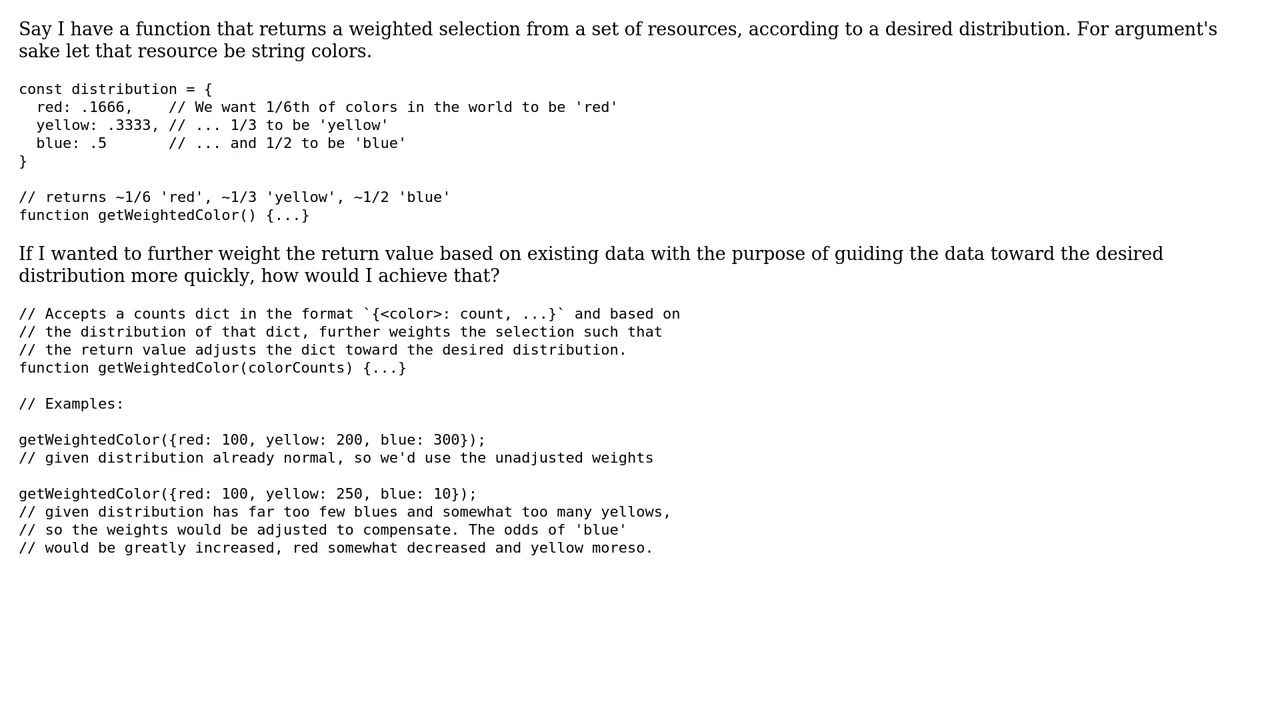 Say I have a function that returns a weighted selection from a set of resources, according to a desired distribution. For argument's
sake let that resource be string colors.
const distribution = {
  red: .1666,    // We want 1/6th of colors in the world to be 'red'
  yellow: .3333, // ... 1/3 to be 'yellow'
  blue: .5       // ... and 1/2 to be 'blue'
}
// returns ~1/6 'red', ~1/3 'yellow', ~1/2 'blue'
function getWeightedColor() {...}
If I wanted to further weight the return value based on existing data with the purpose of guiding the data toward the desired
distribution more quickly, how would I achieve that?
// Accepts a counts dict in the format `{<color>: count, ...}` and based on
// the distribution of that dict, further weights the selection such that
// the return value adjusts the dict toward the desired distribution.
function getWeightedColor(colorCounts) {...}
// Examples:
getWeightedColor({red: 100, yellow: 200, blue: 300});
// given distribution already normal, so we'd use the unadjusted weights
getWeightedColor({red: 100, yellow: 250, blue: 10});
// given distribution has far too few blues and somewhat too many yellows,
// so the weights would be adjusted to compensate. The odds of 'blue'
// would be greatly increased, red somewhat decreased and yellow moreso.